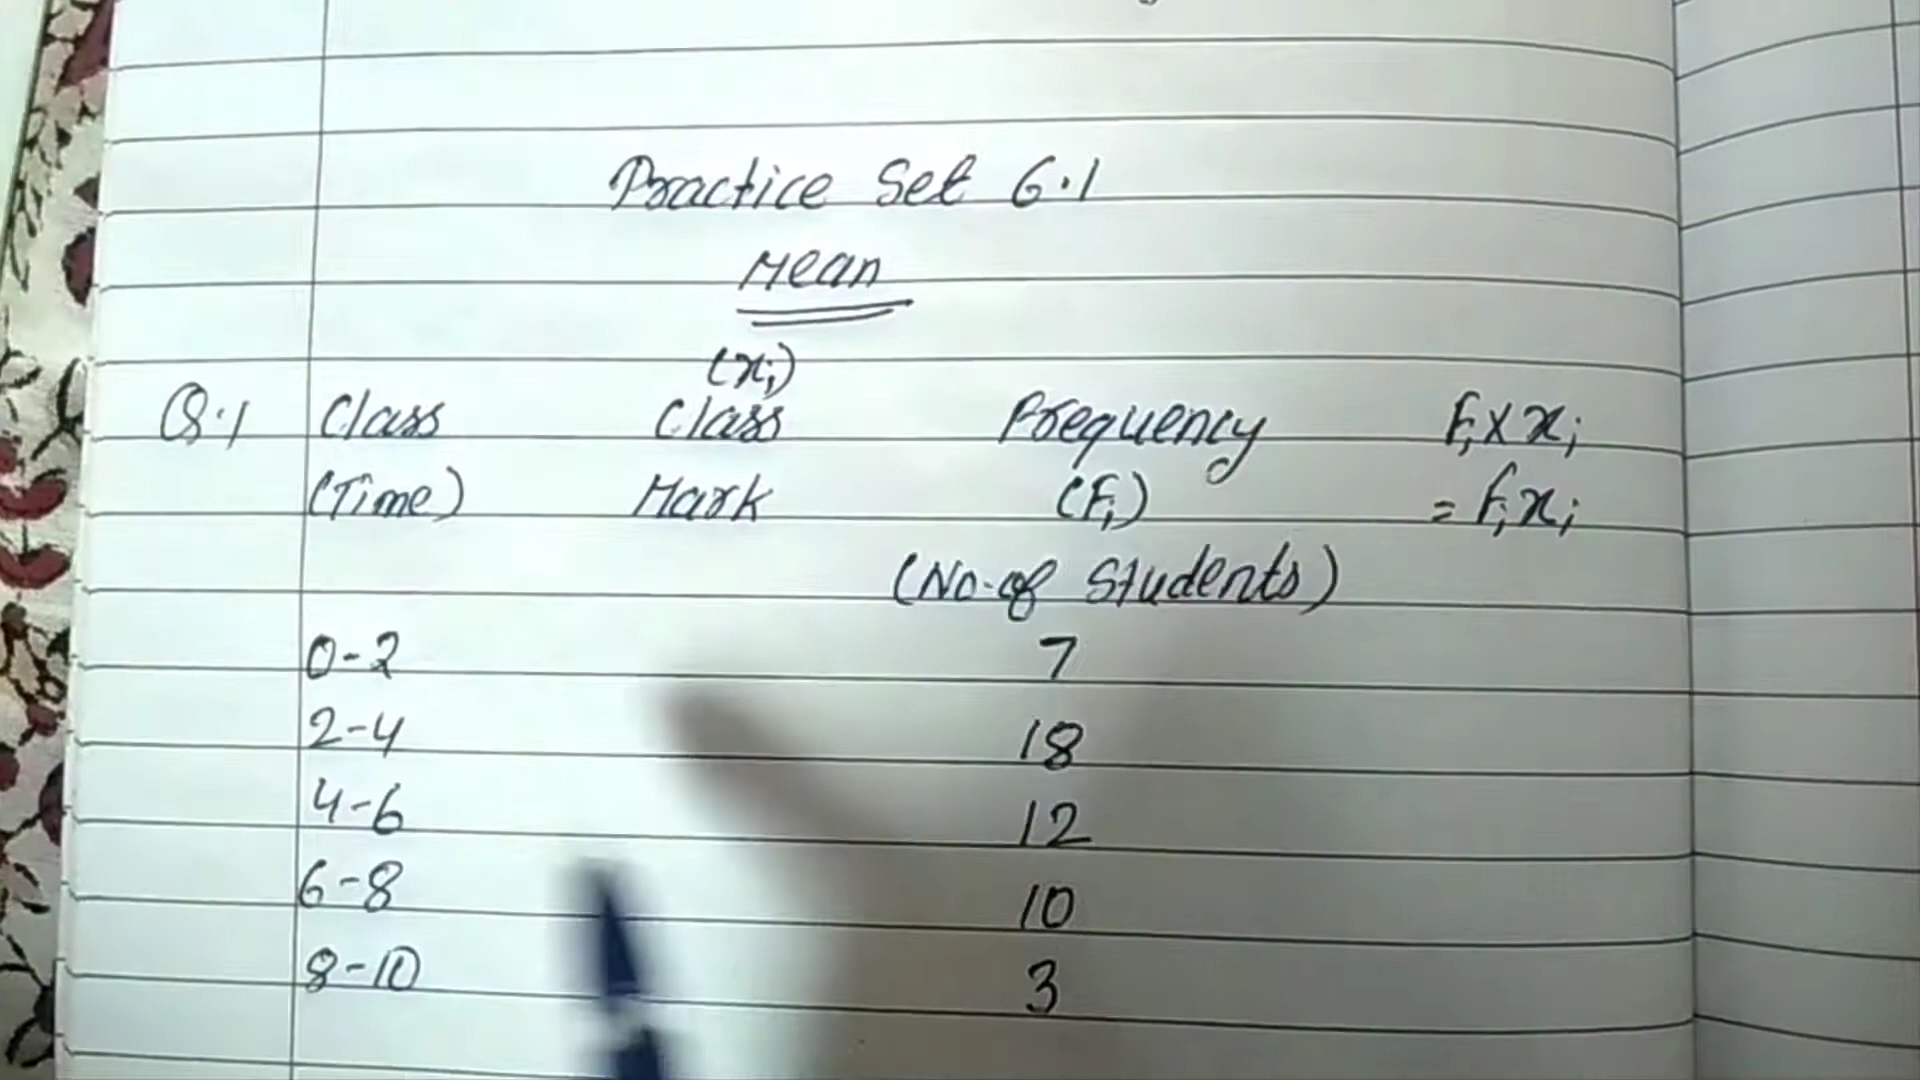 Practice Set 6.1
Mean
(xi)
Q.1 Class Class Frequency Fi×xi
(Time) Mark (Fi) = fixi
(No. of Students)
0-2 7
2-4 18
4-6 12
6-8 10
8-10 3